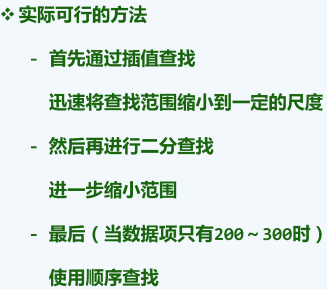 ❖ 实际可行的方法
- 首先通过插值查找
迅速将查找范围缩小到一定的尺度
- 然后再进行二分查找
进一步缩小范围
- 最后（当数据项只有200～300时）
使用顺序查找